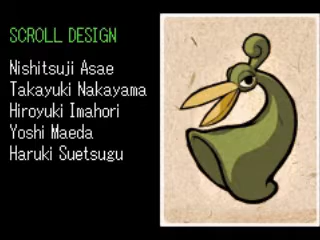 SCROLL DESIGN
Nishitsuji Asae
Takayuki Nakayama
Hiroyuki Imahori
Yoshi Maeda
Haruki Suetsugu